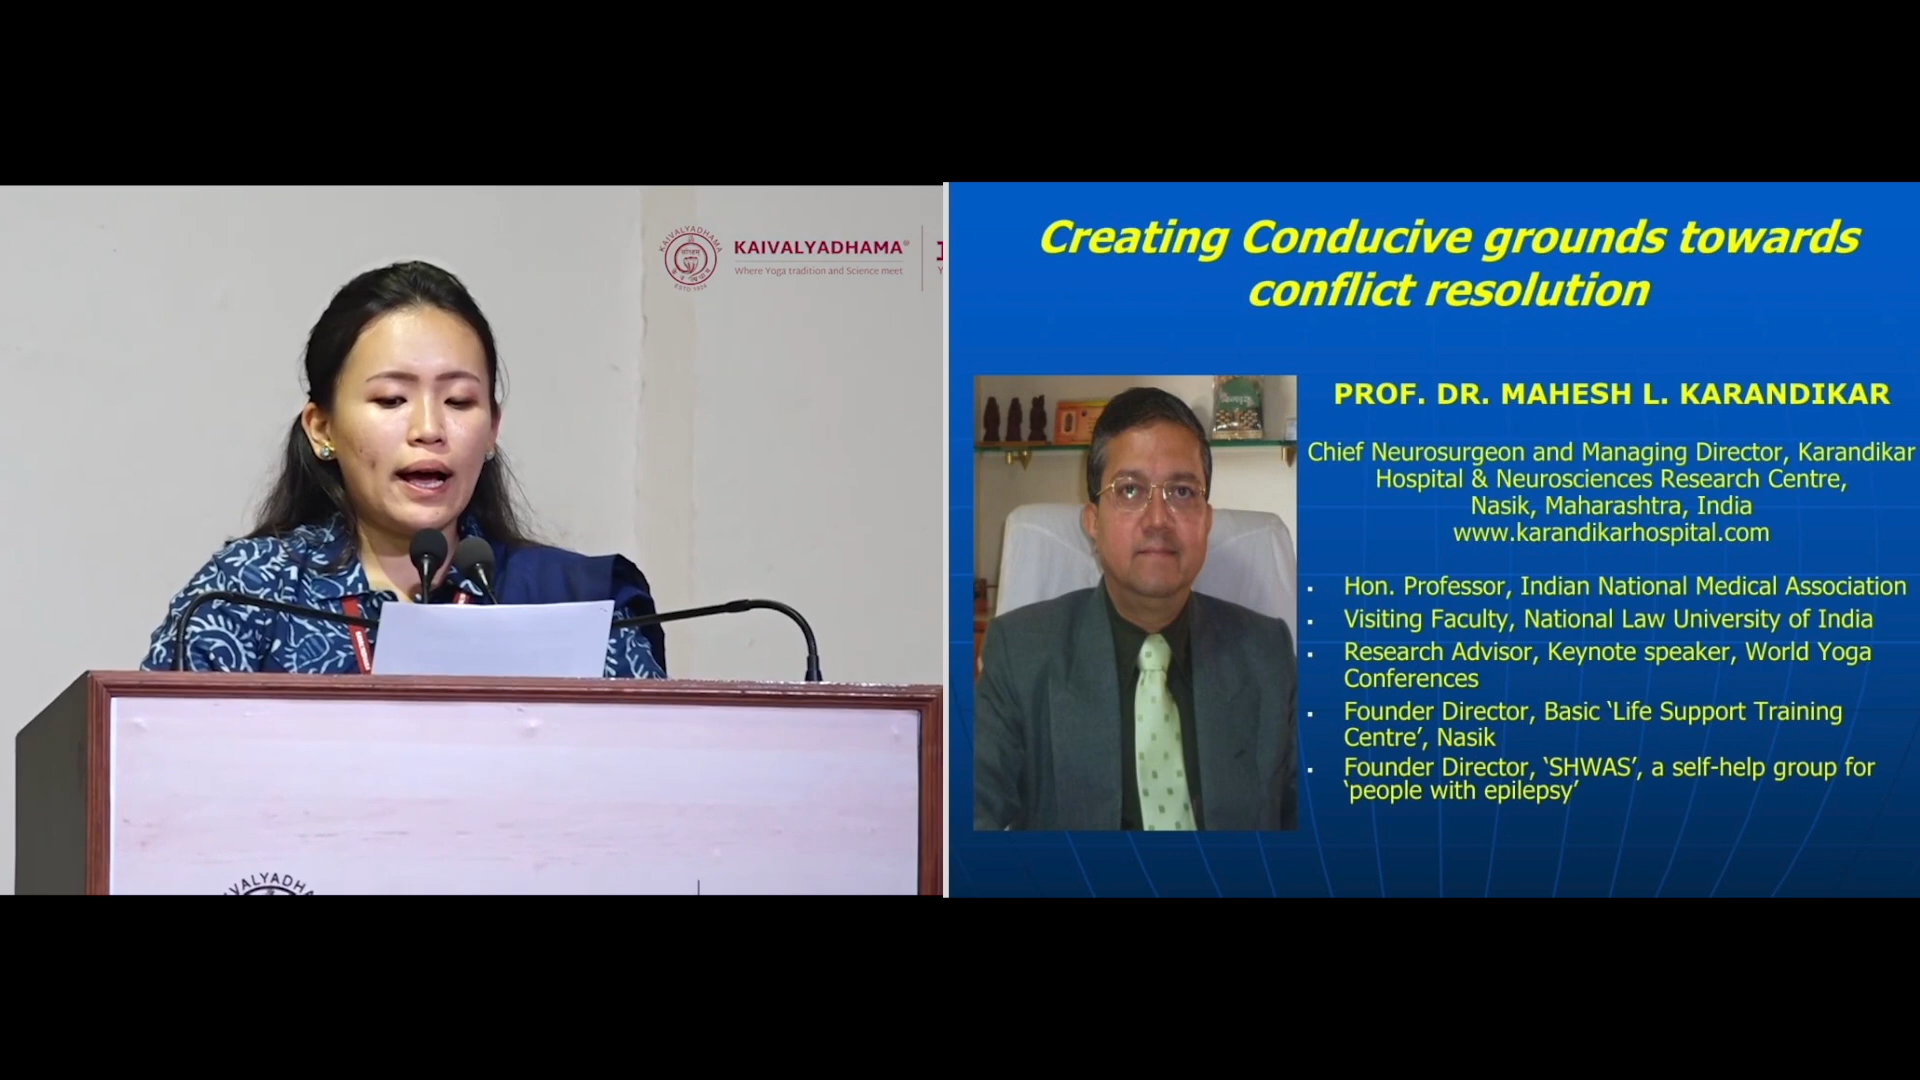 KAIVALYADHAMA
KAIVALYADHAMA
Where Yoga tradition and Science meet
ESTD 1924
Creating Conducive grounds towards
conflict resolution
PROF. DR. MAHESH L. KARANDIKAR
Chief Neurosurgeon and Managing Director, Karandikar
Hospital & Neurosciences Research Centre,
Nasik, Maharashtra, India
www.karandikarhospital.com
▪ Hon. Professor, Indian National Medical Association
▪ Visiting Faculty, National Law University of India
▪ Research Advisor, Keynote speaker, World Yoga
Conferences
▪ Founder Director, Basic ‘Life Support Training
Centre’, Nasik
▪ Founder Director, ‘SHWAS’, a self-help group for
‘people with epilepsy’